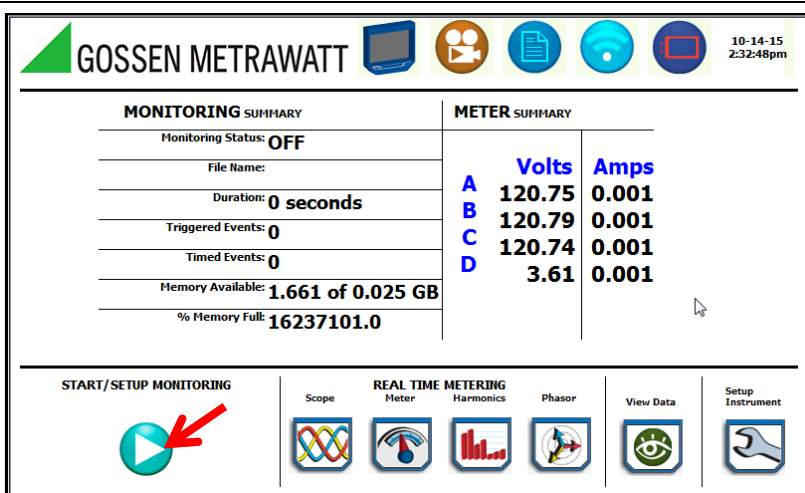 GOSSEN METRAWATT
10-14-15
2:32:48pm
MONITORING SUMMARY
Monitoring Status: OFF
File Name:
Duration: 0 seconds
Triggered Events: 0
Timed Events: 0
Memory Available: 1.661 of 0.025 GB
% Memory Full: 16237101.0
METER SUMMARY
Volts Amps
A 120.75 0.001
B 120.79 0.001
C 120.74 0.001
D 3.61 0.001
START/SETUP MONITORING
REAL TIME METERING
Scope Meter Harmonics Phasor
View Data
Setup
Instrument